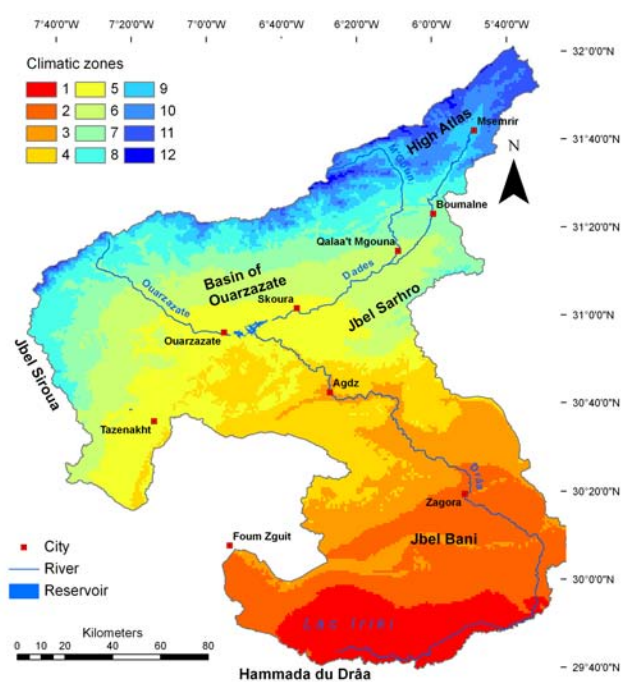 7°40'0"W 7°20'0"W 7°0'0"W 6°40'0"W 6°20'0"W 6°0'0"W 5°40'0"W
32°0'0"N
Climatic zones
1 5 9
2 6 10
3 7 11
4 8 12
High Atlas
Msemrir
31°40'0"N
N
M'Goun
Boumalne
31°20'0"N
Qalaa't Mgouna
Basin of
Ouarzazate
Ouarzazate
Dades
Skoura
Jbel Sarhro
31°0'0"N
Ouarzazate
Jbel Siroua
Agdz
30°40'0"N
Tazenakht
Drâa
30°20'0"N
Zagora
City
River
Reservoir
Foum Zguit
Jbel Bani
30°0'0"N
Kilometers
Lac Iriki
0 10 20 40 60 80
29°40'0"N
Hammada du Drâa